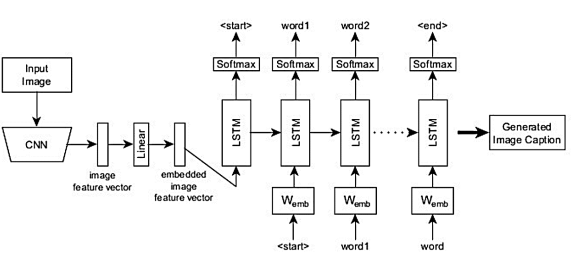 <start>
word1
word2
<end>
Softmax
Softmax
Softmax
Softmax
Input
Image
CNN
Linear
LSTM
LSTM
LSTM
LSTM
Generated
Image Caption
image
feature vector
embedded
image
feature vector
Wemb
Wemb
Wemb
<start>
word1
word